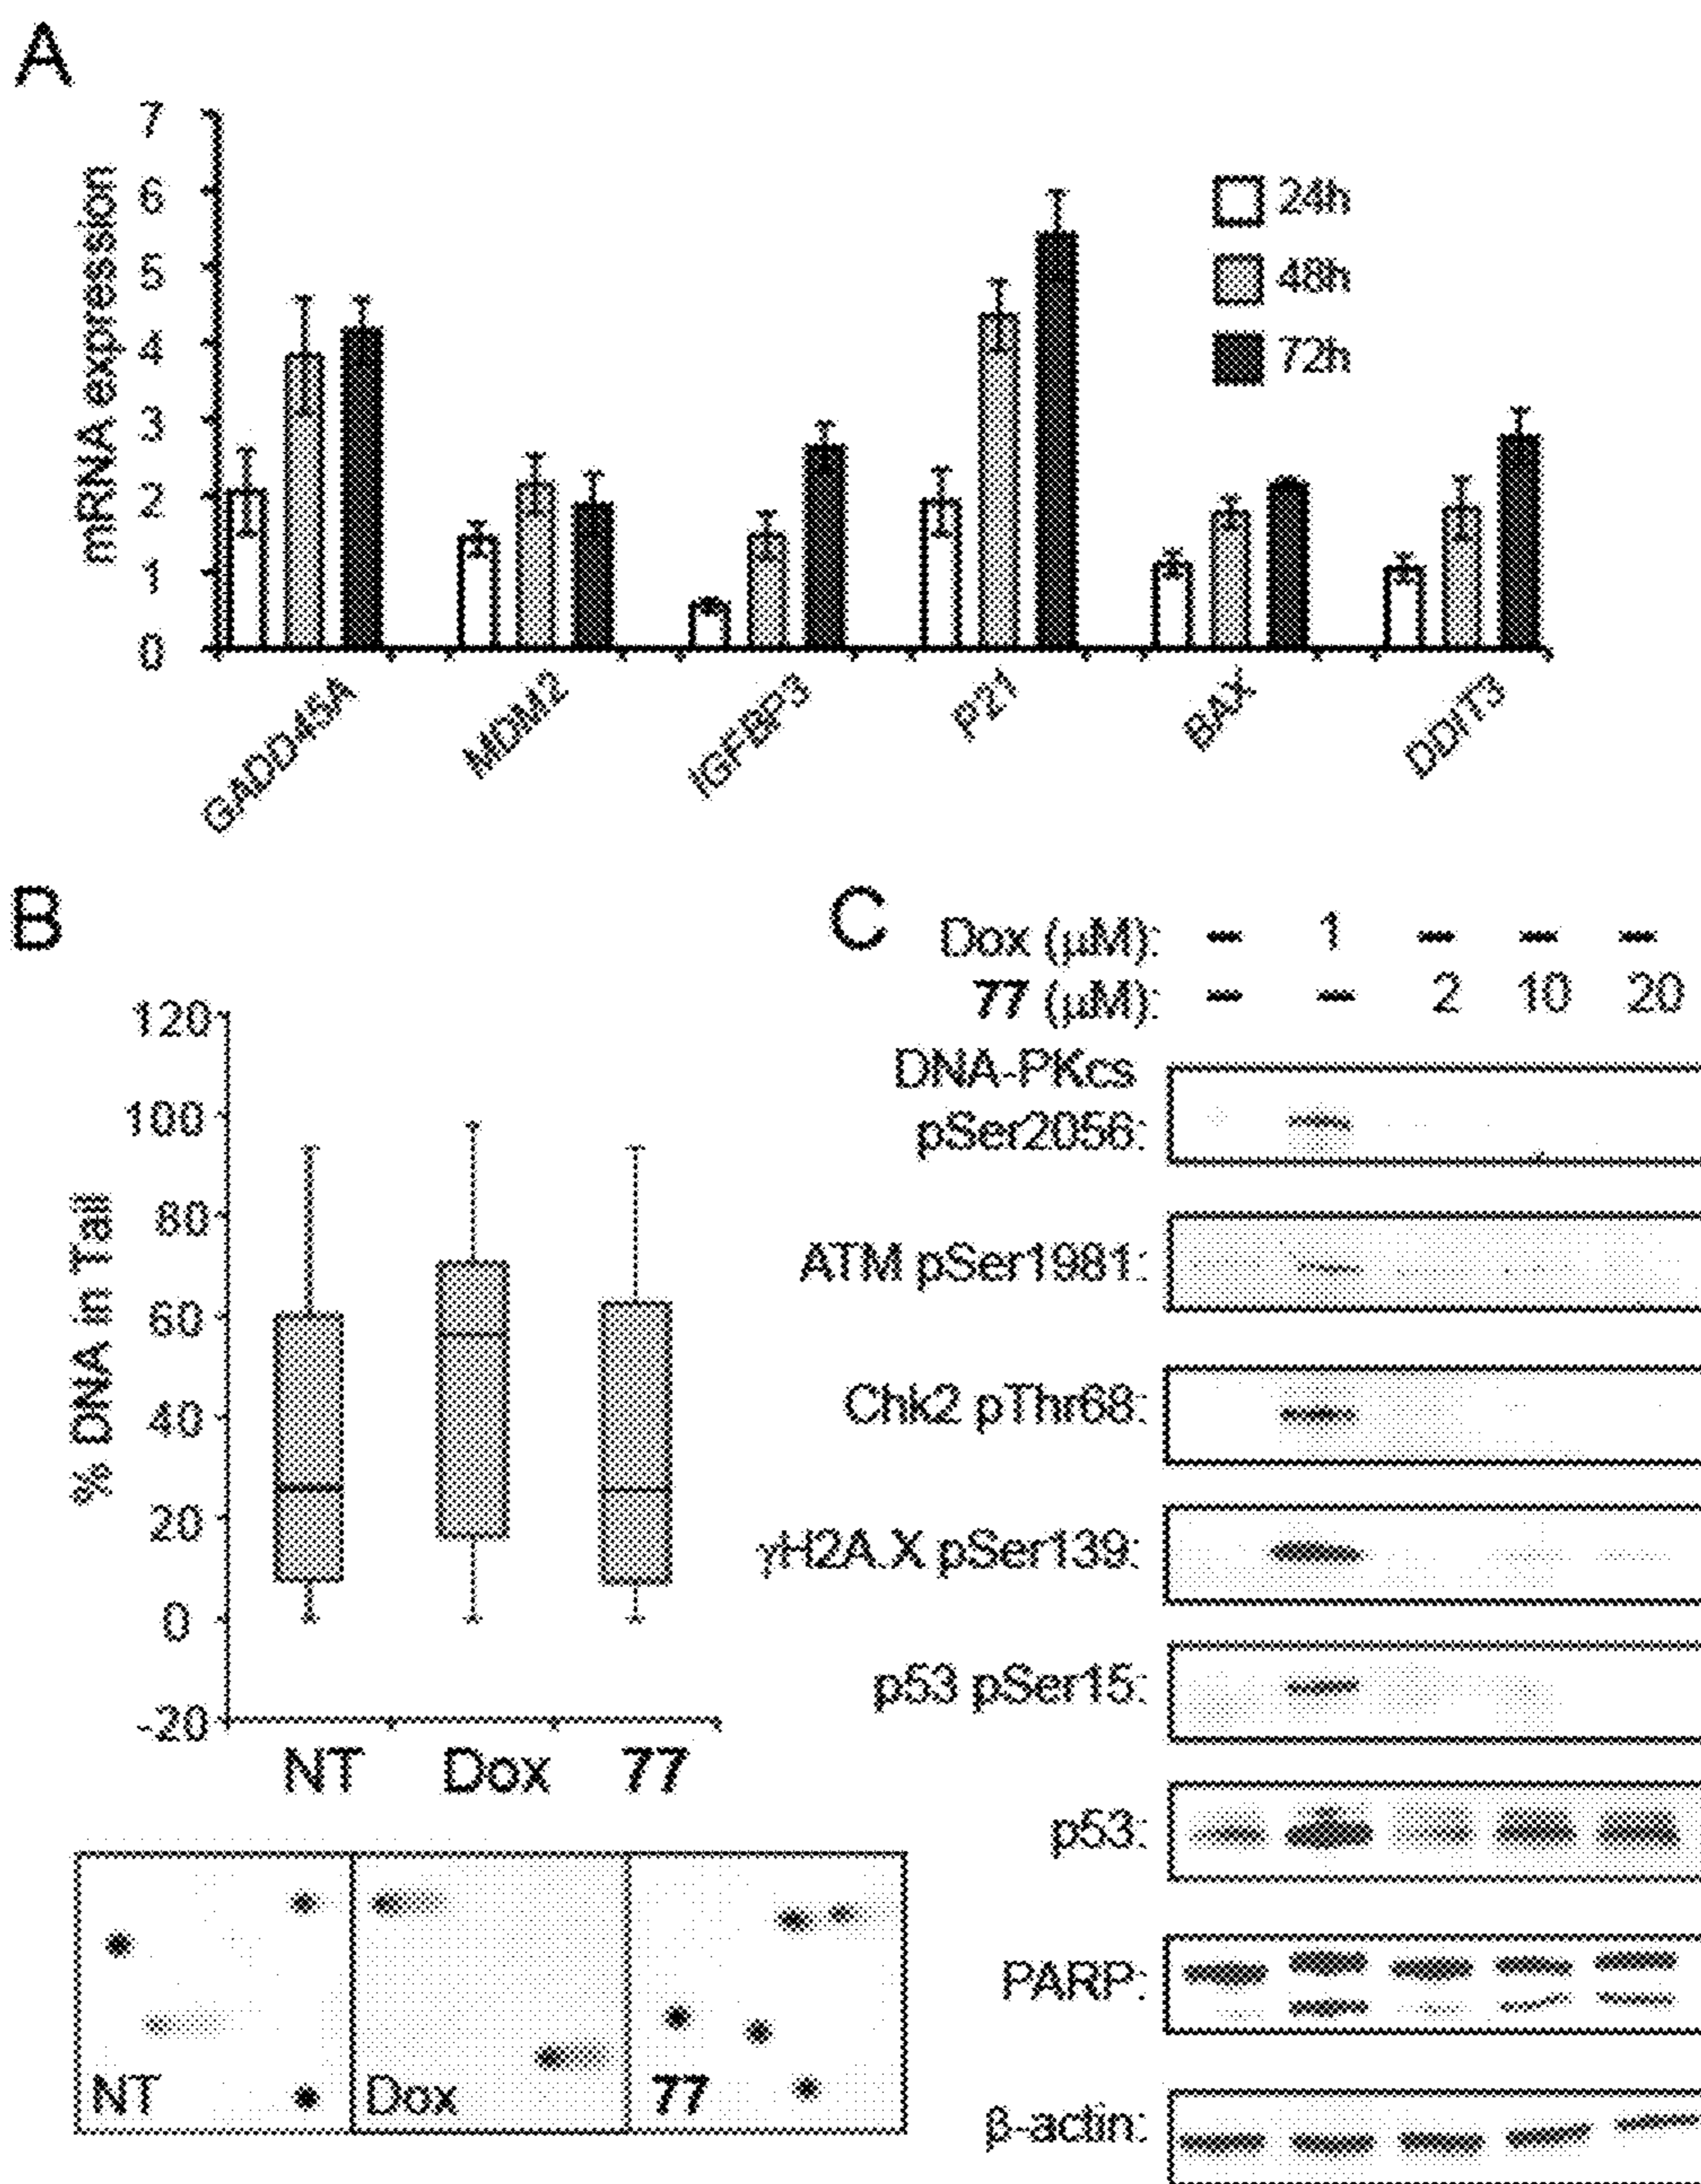 A
7
6
5
4
3
2
1
0
mRNA expression
24h
48h
72h
GADD45A
MDM2
IGFBP3
P21
BAX
DDIT3
B
120
100
80
60
40
20
0
-20
% DNA in Tail
NT Dox 77
NT Dox 77
C
Dox (μM): - 1 - - -
77 (μM): - - 2 10 20
DNA-PKcs
pSer2056:
ATM pSer1981:
Chk2 pThr68:
γH2A.X pSer139:
p53 pSer15:
p53:
PARP:
β-actin: